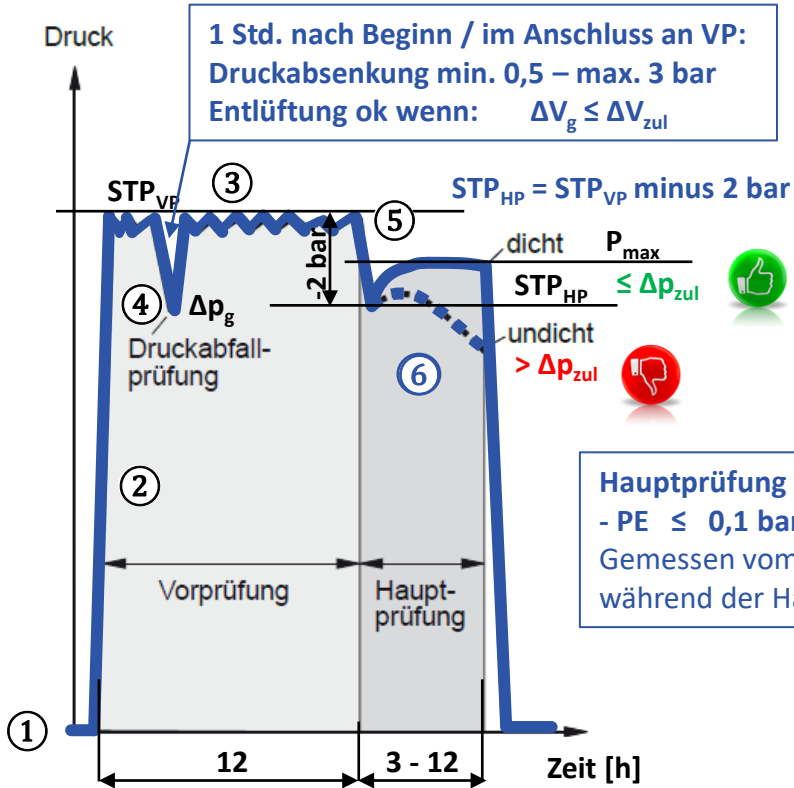 Druck
1 Std. nach Beginn / im Anschluss an VP:
Druckabsenkung min. 0,5 – max. 3 bar
Entlüftung ok wenn: ΔVg ≤ ΔVzul
STPVP
③
STPHP = STPVP minus 2 bar
⑤
-2 bar
dicht
Pmax
④
Δpg
STPHP
≤ Δpzul
Druckabfall-
prüfung
undicht
> Δpzul
⑥
②
Hauptprüfung
- PE ≤ 0,1 bar
Gemessen vom
während der Ha
Vorprüfung
Haupt-
prüfung
①
12
3 - 12
Zeit [h]